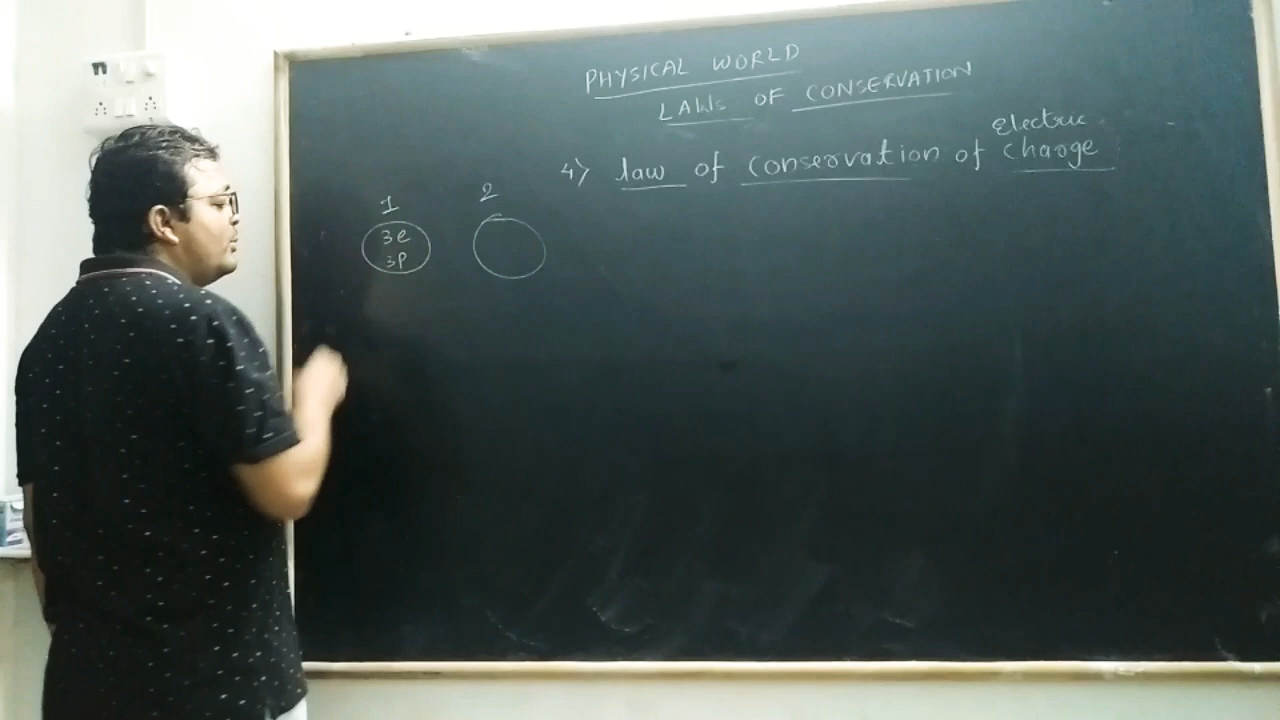 PHYSICAL WORLD
LAWS OF CONSERVATION
Electric
4) law of conservation of charge
1 2
3e
3P